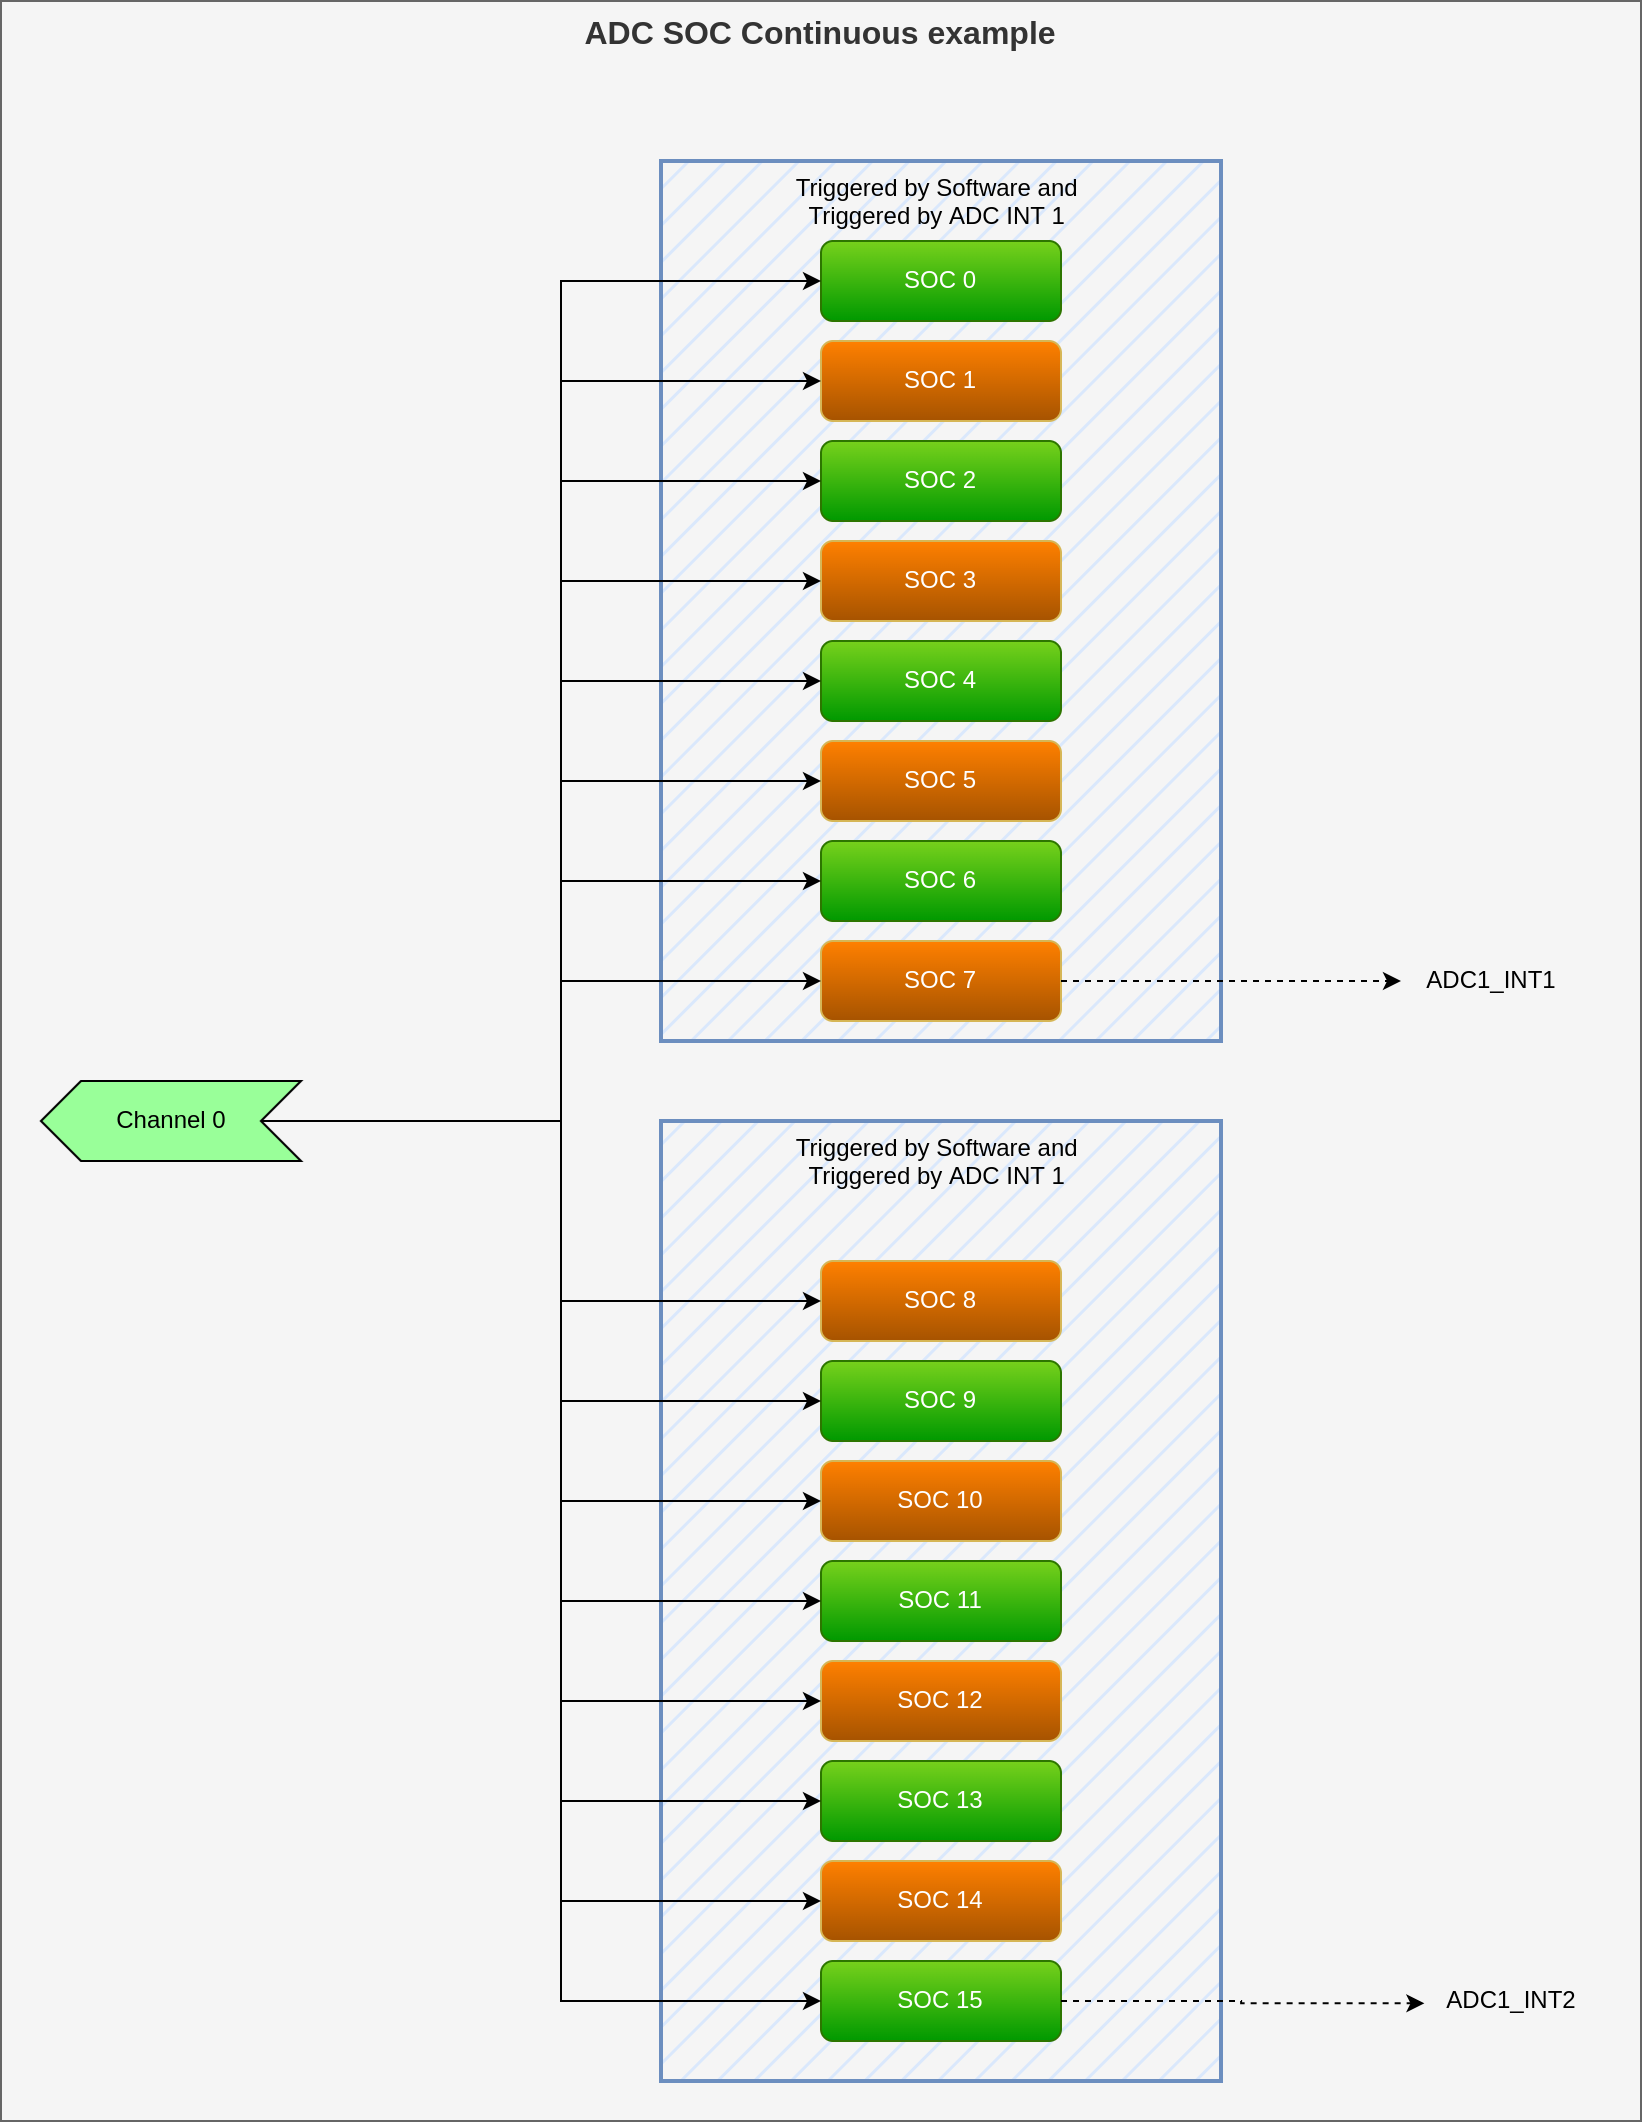 ADC SOC Continuous example
Triggered by Software and
Triggered by ADC INT 1
SOC 0
SOC 1
SOC 2
SOC 3
SOC 4
SOC 5
SOC 6
SOC 7
ADC1_INT1
Channel 0
Triggered by Software and
Triggered by ADC INT 1
SOC 8
SOC 9
SOC 10
SOC 11
SOC 12
SOC 13
SOC 14
SOC 15
ADC1_INT2